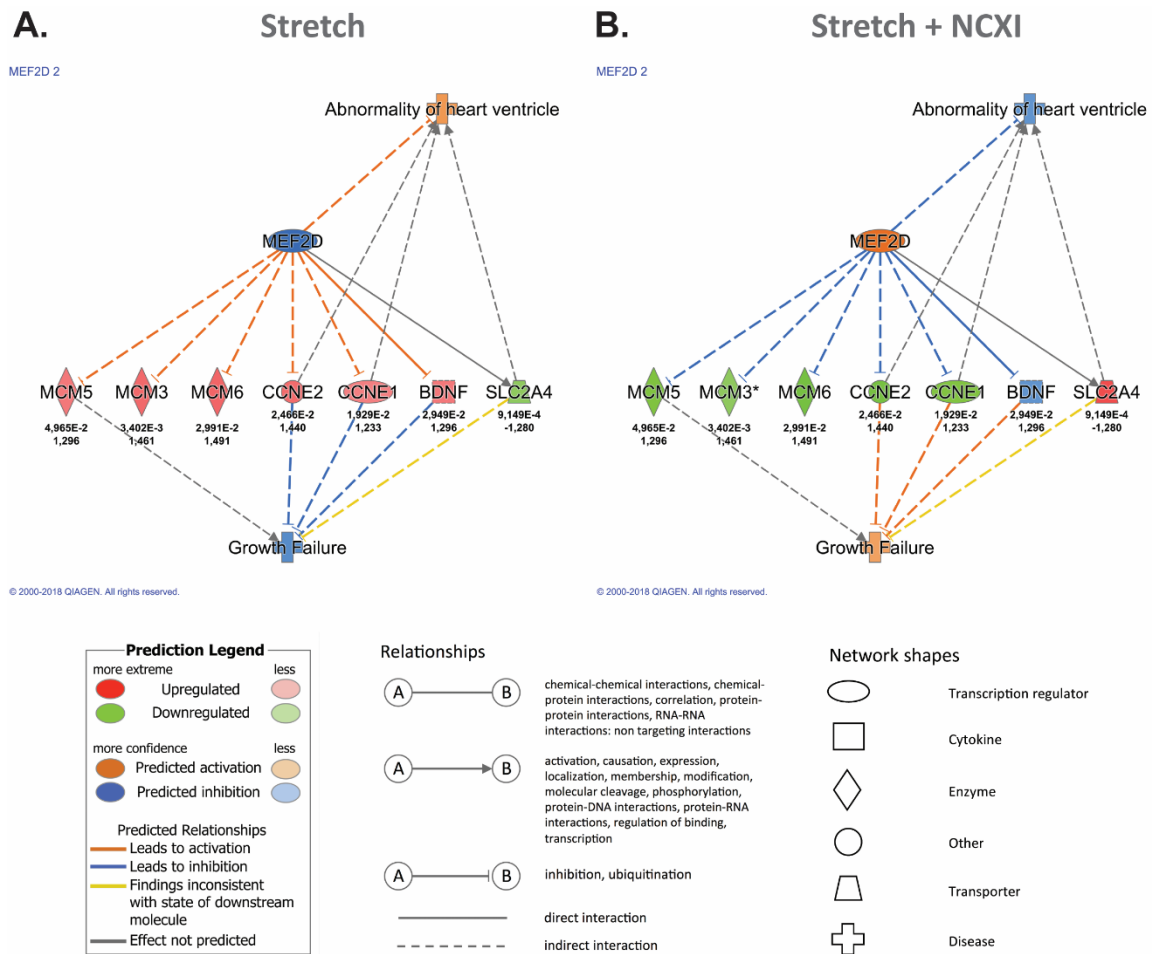 A.
Stretch
B.
Stretch + NCXI
MEF2D 2
Abnormality of heart ventricle
MEF2D
MCM5
MCM3
MCM6
CCNE2
CCNE1
BDNF
SLC2A4
4,965E-2
1,296
3,402E-3
1,461
2,991E-2
1,491
2,466E-2
1,440
1,929E-2
1,233
2,949E-2
1,296
9,149E-4
-1,280
Growth Failure
© 2000-2018 QIAGEN. All rights reserved.
MEF2D 2
Abnormality of heart ventricle
MEF2D
MCM5
MCM3*
MCM6
CCNE2
CCNE1
BDNF
SLC2A4
4,965E-2
1,296
3,402E-3
1,461
2,991E-2
1,491
2,466E-2
1,440
1,929E-2
1,233
2,949E-2
1,296
9,149E-4
-1,280
Growth Failure
© 2000-2018 QIAGEN. All rights reserved.
Prediction Legend
more extreme
less
Upregulated
Downregulated
more confidence
less
Predicted activation
Predicted inhibition
Predicted Relationships
Leads to activation
Leads to inhibition
Findings inconsistent
with state of downstream
molecule
Effect not predicted
Relationships
A B
chemical-chemical interactions, chemical-
protein interactions, correlation, protein-
protein interactions, RNA-RNA
interactions: non targeting interactions
A B
activation, causation, expression,
localization, membership, modification,
molecular cleavage, phosphorylation,
protein-DNA interactions, protein-RNA
interactions, regulation of binding,
transcription
A B
inhibition, ubiquitination
direct interaction
indirect interaction
Network shapes
Transcription regulator
Cytokine
Enzyme
Other
Transporter
Disease